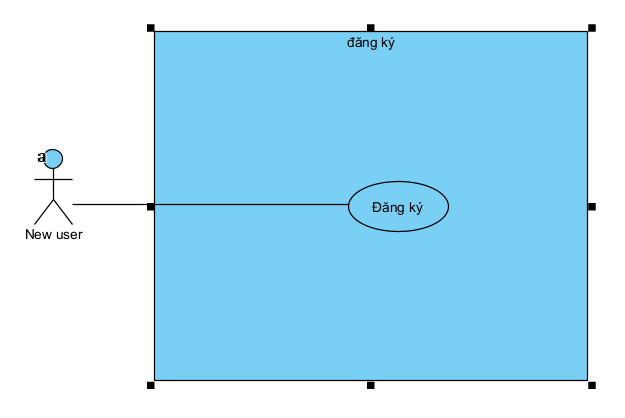 đăng ký
a
Đăng ký
New user